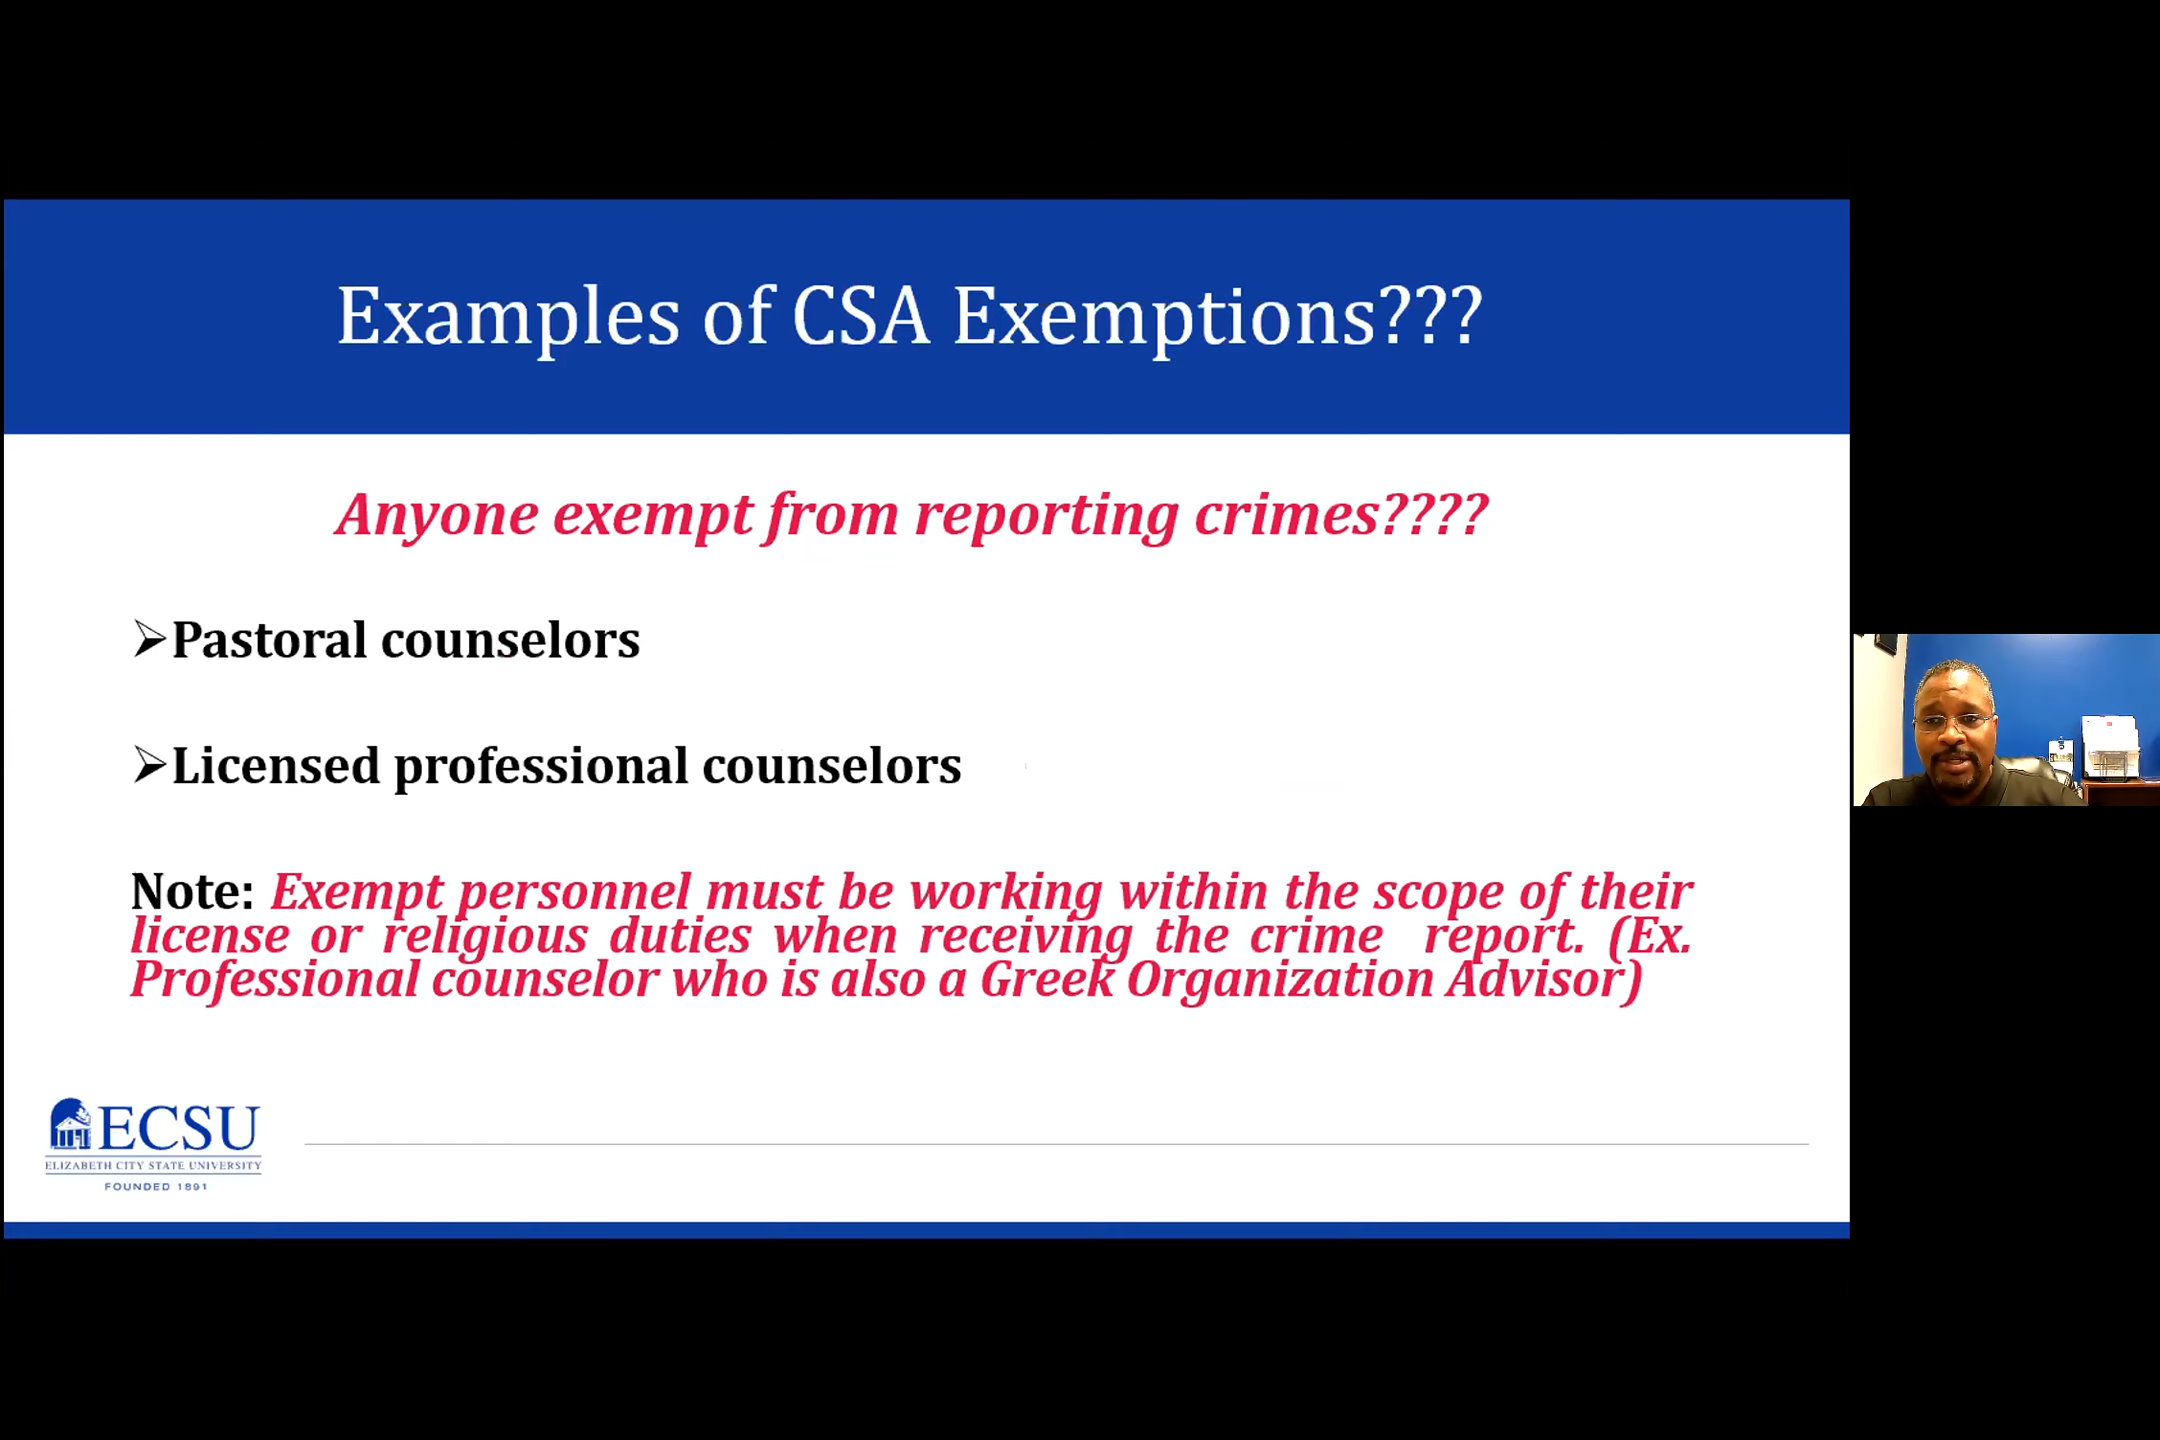 Examples of CSA Exemptions???
Anyone exempt from reporting crimes????
➢Pastoral counselors
➢Licensed professional counselors
Note: Exempt personnel must be working within the scope of their
license or religious duties when receiving the crime report. (Ex.
Professional counselor who is also a Greek Organization Advisor)
ECSU
ELIZABETH CITY STATE UNIVERSITY
FOUNDED 1891